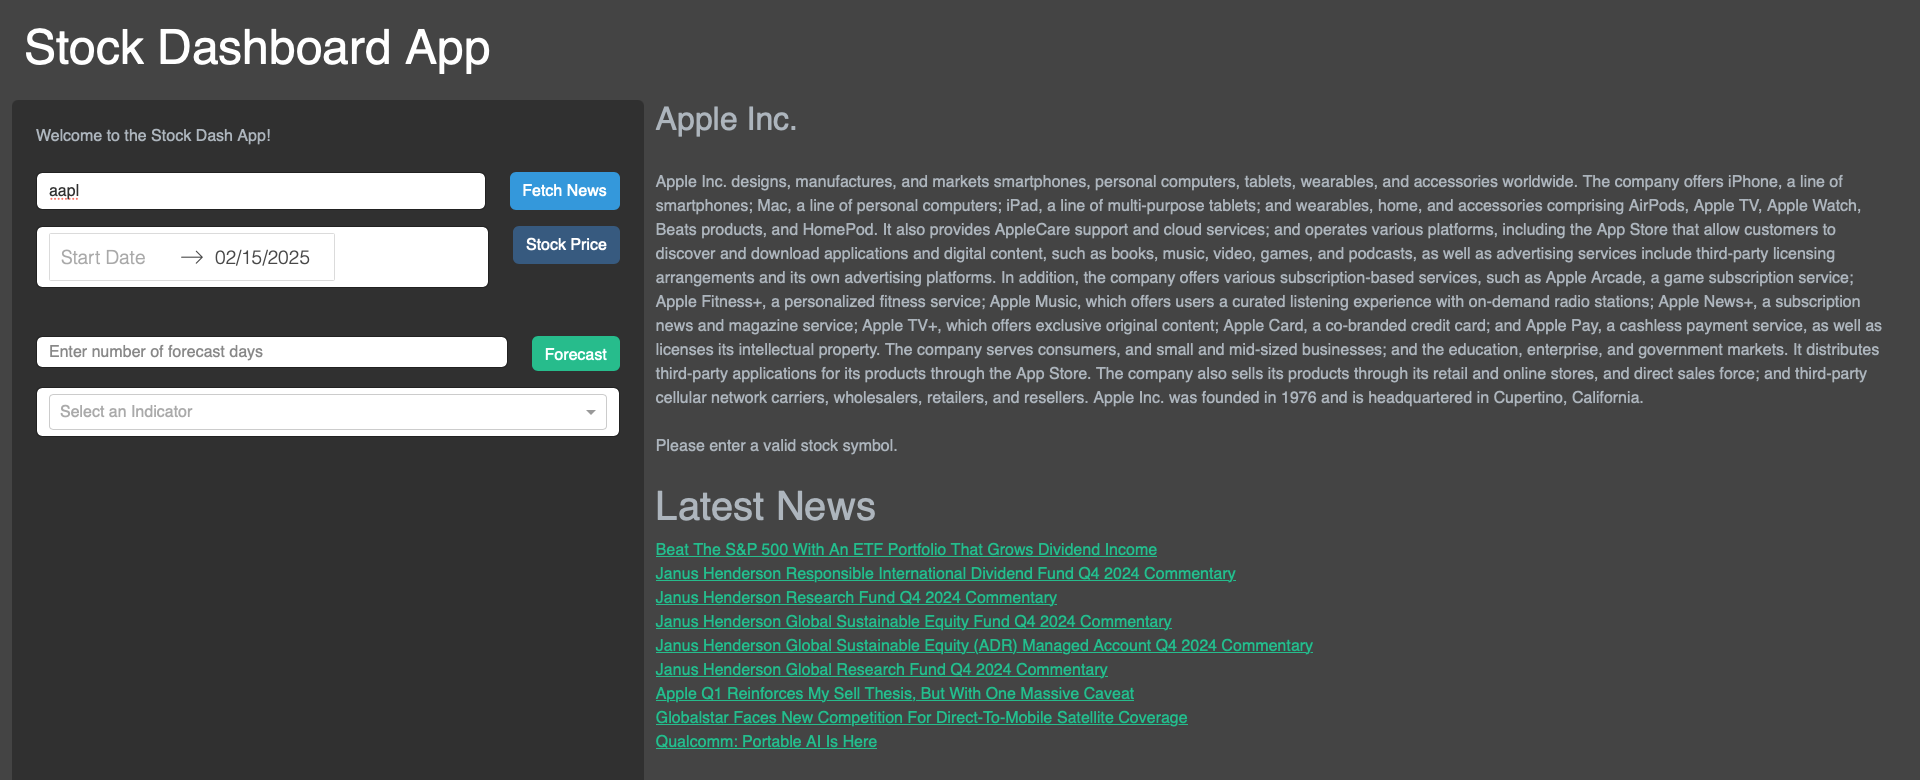 Stock Dashboard App
Welcome to the Stock Dash App!
aapl
Fetch News
Start Date → 02/15/2025
Stock Price
Enter number of forecast days
Forecast
Select an Indicator
Apple Inc.
Apple Inc. designs, manufactures, and markets smartphones, personal computers, tablets, wearables, and accessories worldwide. The company offers iPhone, a line of
smartphones; Mac, a line of personal computers; iPad, a line of multi-purpose tablets; and wearables, home, and accessories comprising AirPods, Apple TV, Apple Watch,
Beats products, and HomePod. It also provides AppleCare support and cloud services; and operates various platforms, including the App Store that allow customers to
discover and download applications and digital content, such as books, music, video, games, and podcasts, as well as advertising services include third-party licensing
arrangements and its own advertising platforms. In addition, the company offers various subscription-based services, such as Apple Arcade, a game subscription service;
Apple Fitness+, a personalized fitness service; Apple Music, which offers users a curated listening experience with on-demand radio stations; Apple News+, a subscription
news and magazine service; Apple TV+, which offers exclusive original content; Apple Card, a co-branded credit card; and Apple Pay, a cashless payment service, as well as
licenses its intellectual property. The company serves consumers, and small and mid-sized businesses; and the education, enterprise, and government markets. It distributes
third-party applications for its products through the App Store. The company also sells its products through its retail and online stores, and direct sales force; and third-party
cellular network carriers, wholesalers, retailers, and resellers. Apple Inc. was founded in 1976 and is headquartered in Cupertino, California.
Please enter a valid stock symbol.
Latest News
Beat The S&P 500 With An ETF Portfolio That Grows Dividend Income
Janus Henderson Responsible International Dividend Fund Q4 2024 Commentary
Janus Henderson Research Fund Q4 2024 Commentary
Janus Henderson Global Sustainable Equity Fund Q4 2024 Commentary
Janus Henderson Global Sustainable Equity (ADR) Managed Account Q4 2024 Commentary
Janus Henderson Global Research Fund Q4 2024 Commentary
Apple Q1 Reinforces My Sell Thesis, But With One Massive Caveat
Globalstar Faces New Competition For Direct-To-Mobile Satellite Coverage
Qualcomm: Portable AI Is Here